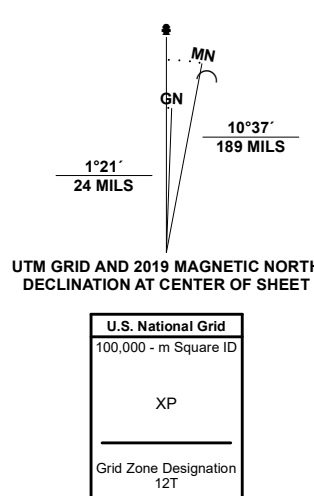 MN
GN
10°37´
189 MILS
1°21´
24 MILS
UTM GRID AND 2019 MAGNETIC NORTH
DECLINATION AT CENTER OF SHEET
U.S. National Grid
100,000 - m Square ID
XP
Grid Zone Designation
12T